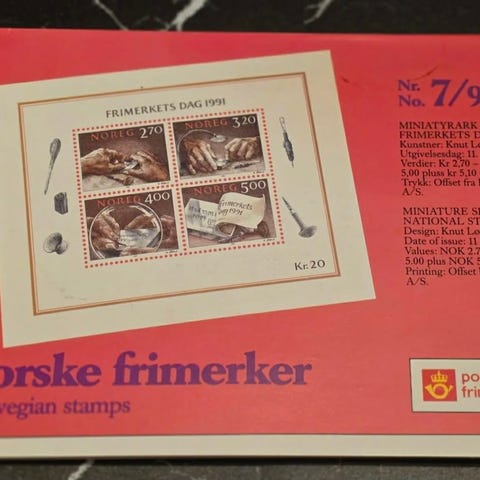 FRIMERKETS DAG 1991
NOREG 2.70
NOREG 3.20
NOREG 4.00
NOREG 5.00
Kr. 20
Nr.
No. 7/9
MINIATYRARK
FRIMERKETS D
Kunstner: Knut Lø
Utgivelsesdag: 11.
Verdier: Kr 2,70 –
5,00 pluss kr 5,10
Trykk: Offset fra
A/S.
MINIATURE S
NATIONAL ST
Design: Knut Lø
Date of issue: 11
Values: NOK 2.7
5.00 plus NOK 5
Printing: Offset
A/S.
orske frimerker
wegian stamps
po
frim